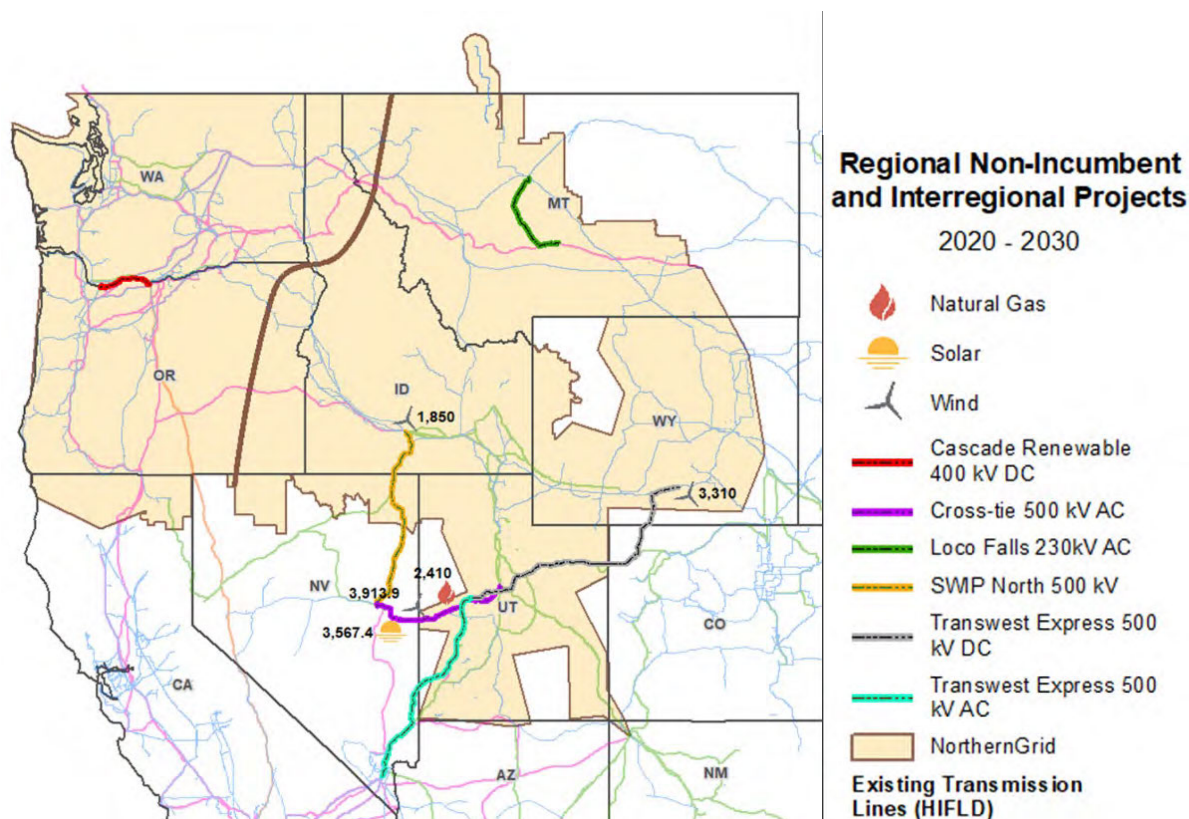 WA
MT
OR
ID
1,850
WY
3,310
2,410
NV
3,913.9
UT
3,567.4
CO
CA
AZ
NM
Regional Non-Incumbent
and Interregional Projects
2020 - 2030
Natural Gas
Solar
Wind
Cascade Renewable
400 kV DC
Cross-tie 500 kV AC
Loco Falls 230kV AC
SWIP North 500 kV
Transwest Express 500
kV DC
Transwest Express 500
kV AC
NorthernGrid
Existing Transmission
Lines (HIFLD)